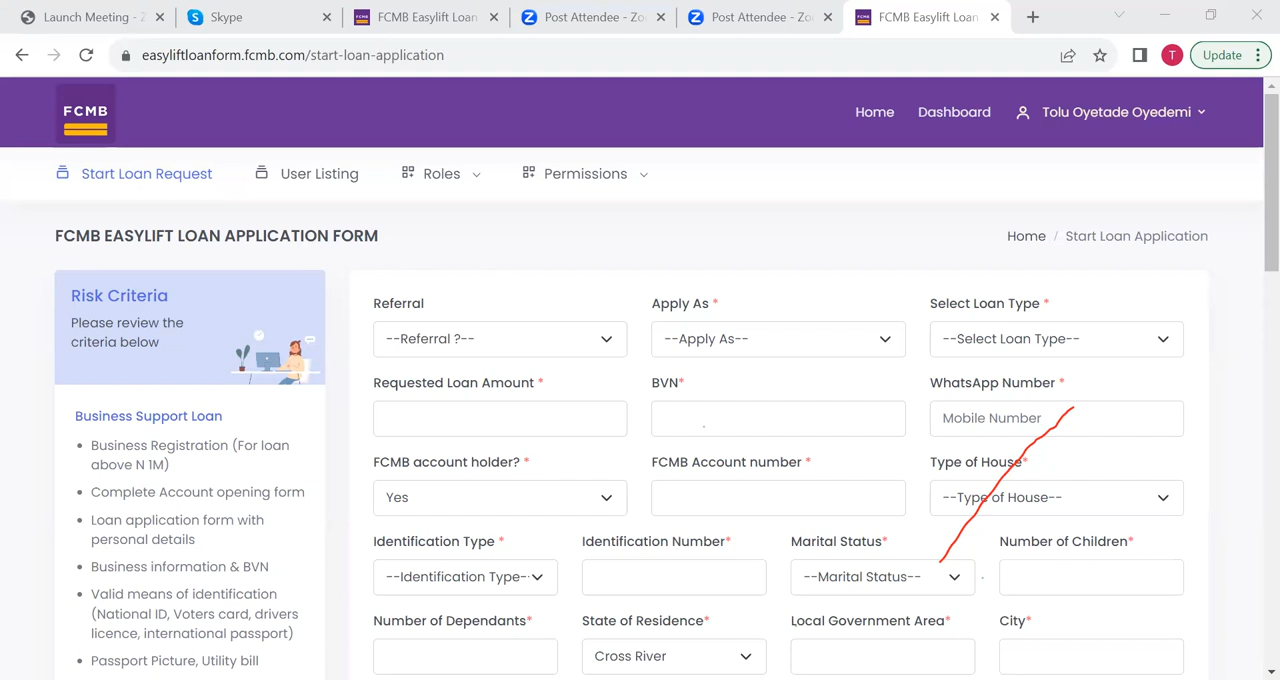 Launch Meeting - Z
Skype
FCMB Easylift Loan
Post Attendee - Zo
Post Attendee - Zo
FCMB Easylift Loan
easyliftloanform.fcmb.com/start-loan-application
T
Update
FCMB
Home
Dashboard
Tolu Oyetade Oyedemi
Start Loan Request
User Listing
Roles
Permissions
FCMB EASYLIFT LOAN APPLICATION FORM
Home / Start Loan Application
Risk Criteria
Please review the
criteria below
Business Support Loan
Business Registration (For loan
above N 1M)
Complete Account opening form
Loan application form with
personal details
Business information & BVN
Valid means of identification
(National ID, Voters card, drivers
licence, international passport)
Passport Picture, Utility bill
Referral
Apply As *
Select Loan Type *
--Referral ?--
--Apply As--
--Select Loan Type--
Requested Loan Amount *
BVN*
WhatsApp Number *
Mobile Number
FCMB account holder? *
FCMB Account number *
Type of House*
Yes
--Type of House--
Identification Type *
Identification Number*
Marital Status*
Number of Children*
--Identification Type-
--Marital Status--
Number of Dependants*
State of Residence*
Local Government Area*
City*
Cross River